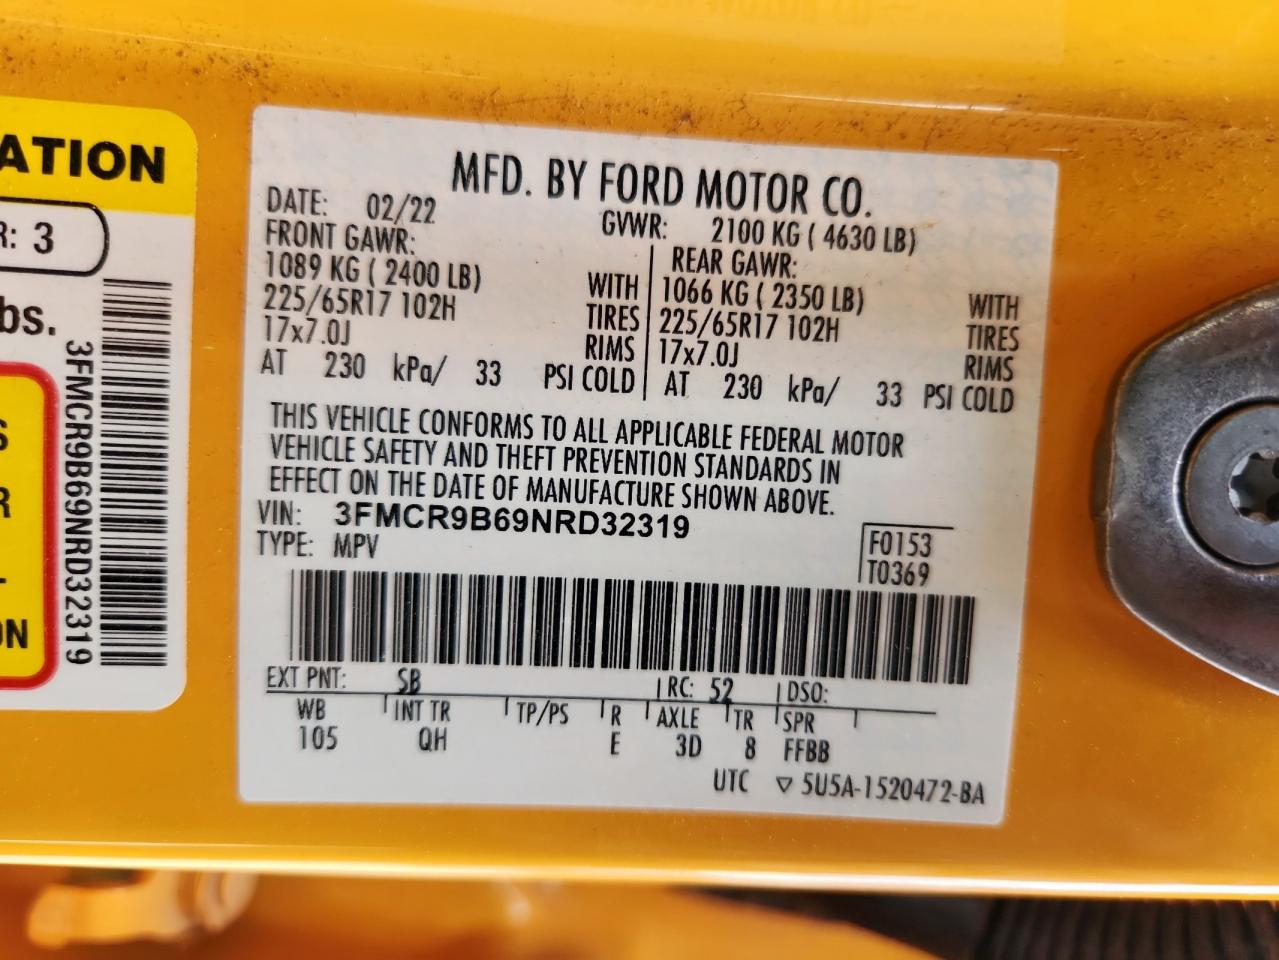 ATION
R: 3
bs.
3FMCR9B69NRD32319
S
R
ON
MFD. BY FORD MOTOR CO.
DATE: 02/22
GVWR: 2100 KG ( 4630 LB)
FRONT GAWR:
1089 KG ( 2400 LB) WITH
225/65R17 102H TIRES
17x7.0J RIMS
AT 230 kPa/ 33 PSI COLD
REAR GAWR:
1066 KG ( 2350 LB) WITH
225/65R17 102H TIRES
17x7.0J RIMS
AT 230 kPa/ 33 PSI COLD
THIS VEHICLE CONFORMS TO ALL APPLICABLE FEDERAL MOTOR
VEHICLE SAFETY AND THEFT PREVENTION STANDARDS IN
EFFECT ON THE DATE OF MANUFACTURE SHOWN ABOVE.
VIN: 3FMCR9B69NRD32319
TYPE: MPV
F0153
T0369
EXT PNT: SB RC: 52 DSO:
WB INT TR TP/PS R AXLE TR SPR
105 QH E 3D 8 FFBB
UTC ▽ 5U5A-1520472-BA